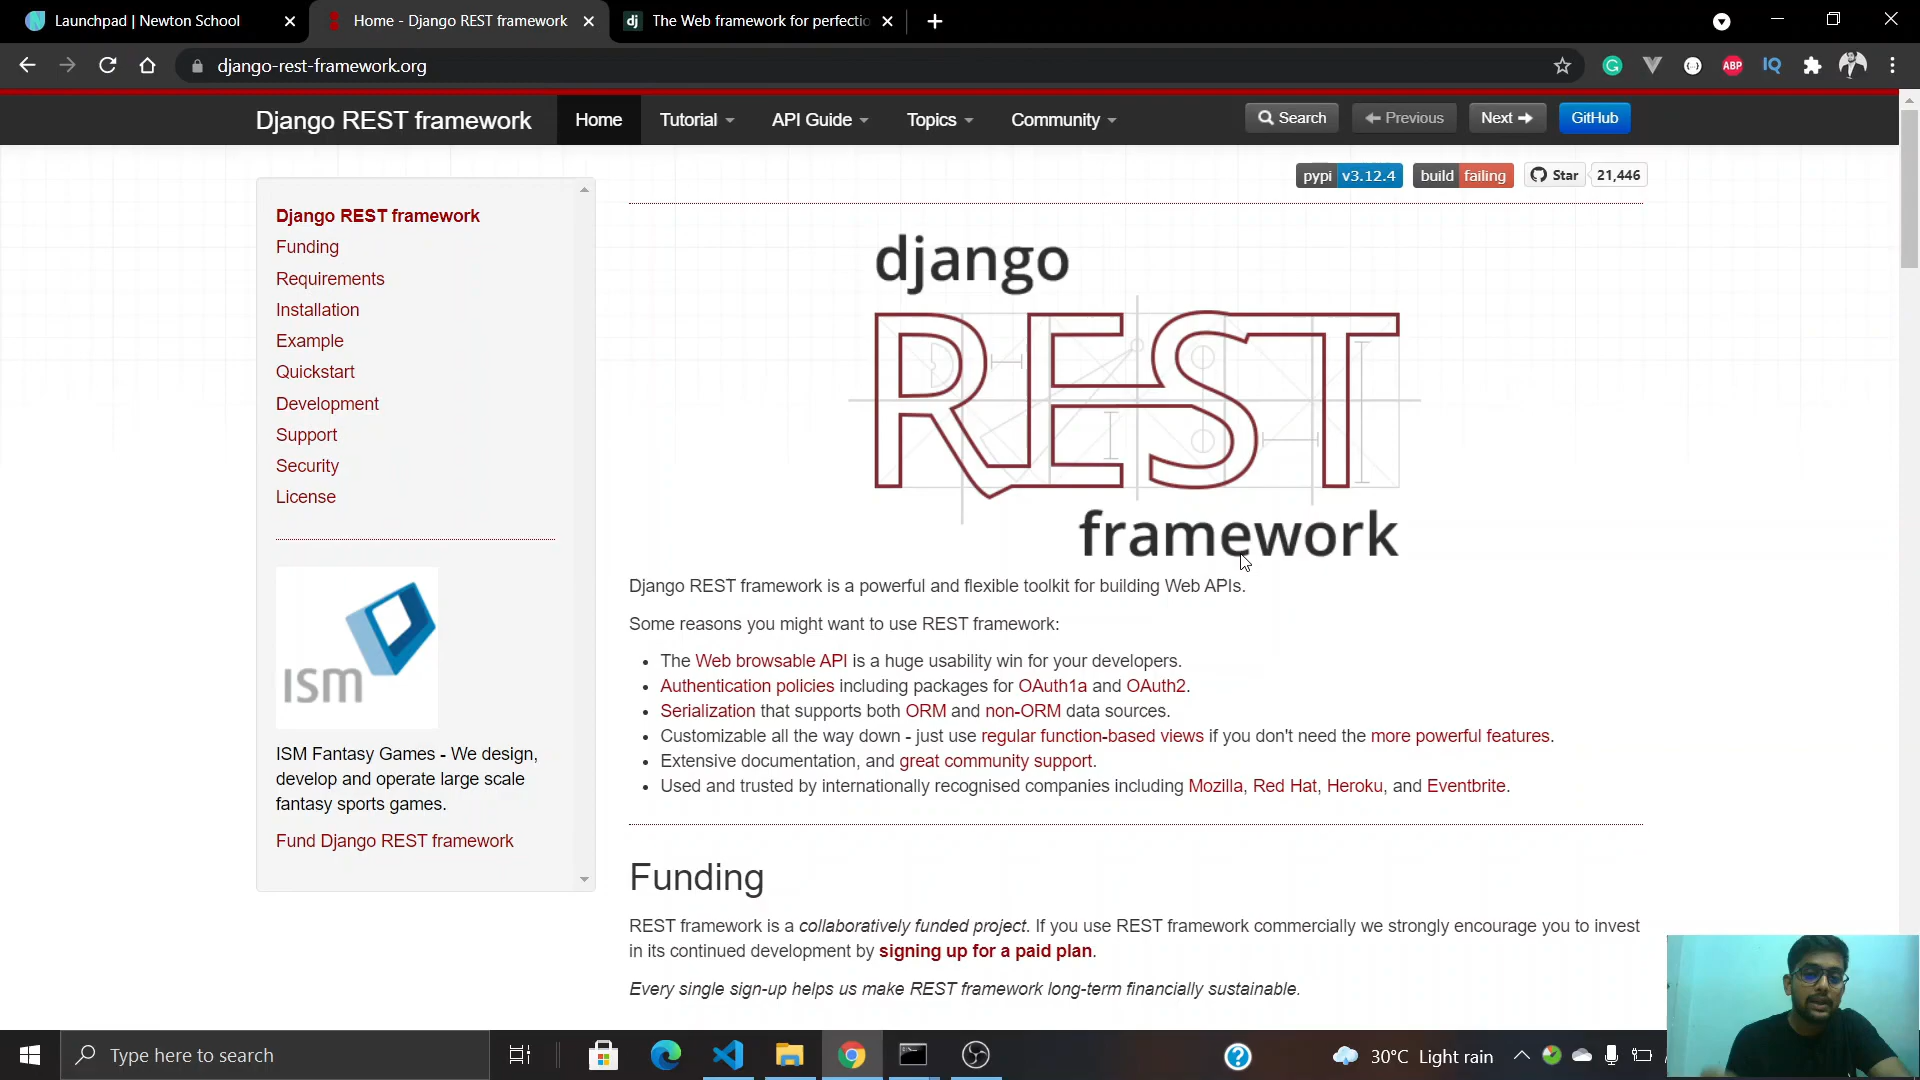 Launchpad | Newton School
Home - Django REST framework
dj The Web framework for perfectio
django-rest-framework.org
ABP
IQ
Django REST framework
Home
Tutorial
API Guide
Topics
Community
Search
Previous
Next
GitHub
pypi v3.12.4
build failing
Star 21,446
Django REST framework
Funding
Requirements
Installation
Example
Quickstart
Development
Support
Security
License
ism
ISM Fantasy Games - We design,
develop and operate large scale
fantasy sports games.
Fund Django REST framework
django
REST
framework
Django REST framework is a powerful and flexible toolkit for building Web APIs.
Some reasons you might want to use REST framework:
• The Web browsable API is a huge usability win for your developers.
• Authentication policies including packages for OAuth1a and OAuth2.
• Serialization that supports both ORM and non-ORM data sources.
• Customizable all the way down - just use regular function-based views if you don't need the more powerful features.
• Extensive documentation, and great community support.
• Used and trusted by internationally recognised companies including Mozilla, Red Hat, Heroku, and Eventbrite.
Funding
REST framework is a collaboratively funded project. If you use REST framework commercially we strongly encourage you to invest
in its continued development by signing up for a paid plan.
Every single sign-up helps us make REST framework long-term financially sustainable.
Type here to search
30°C Light rain